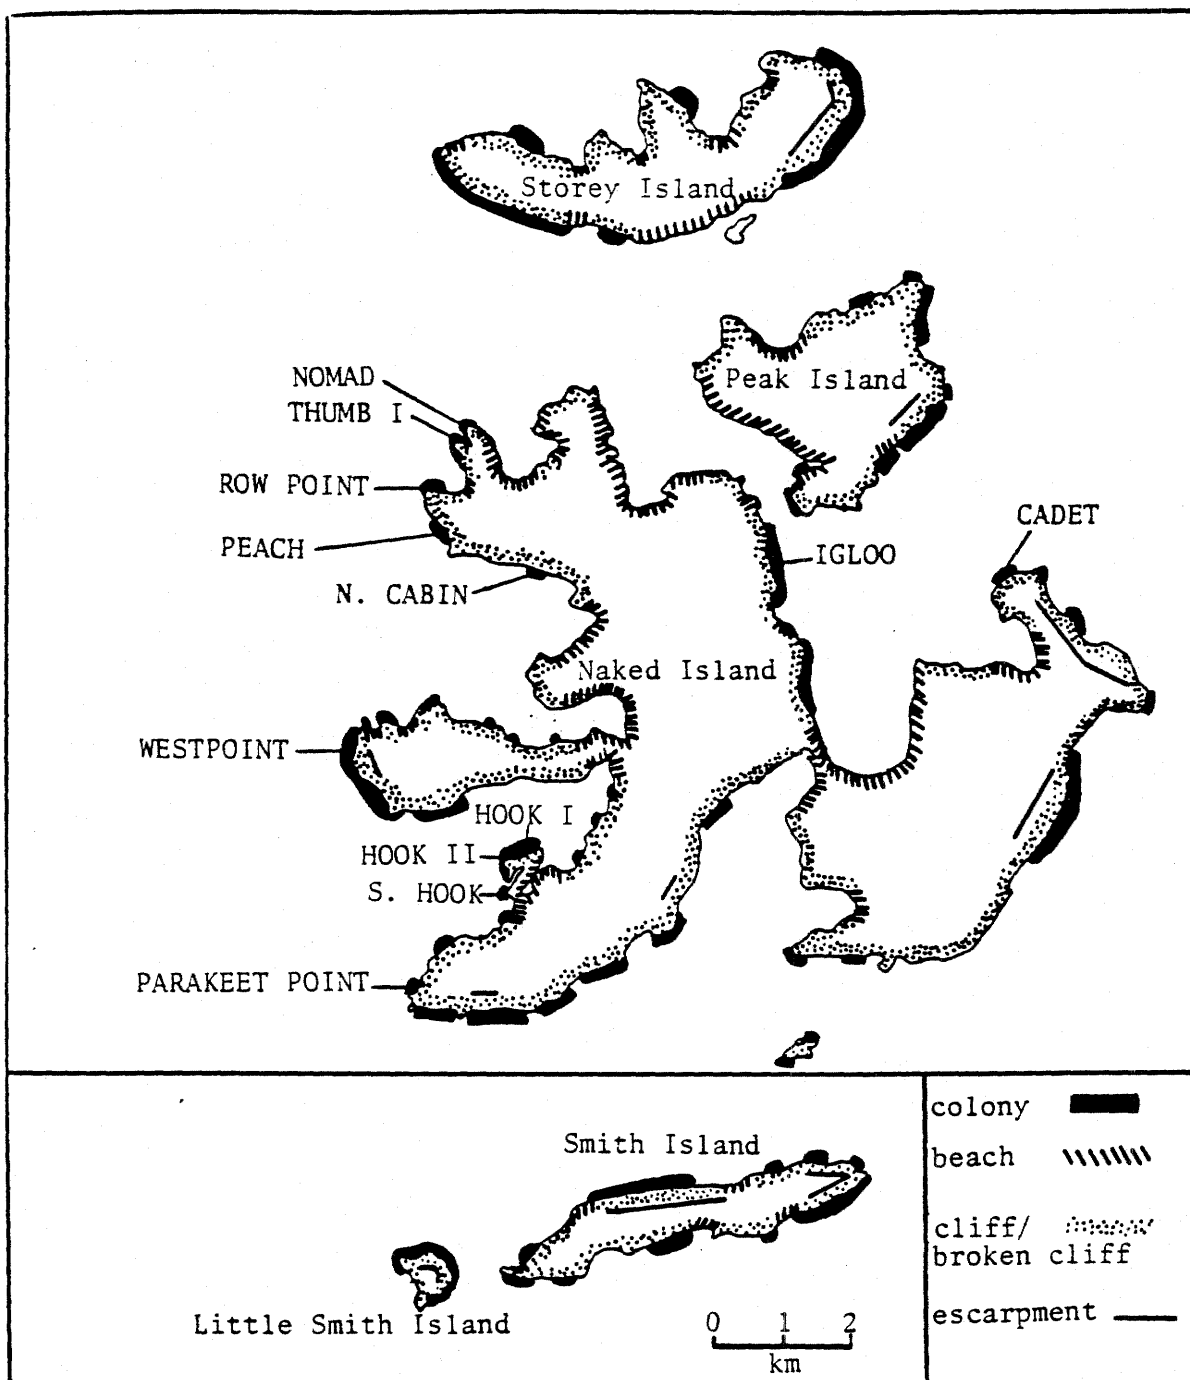 Storey Island
Peak Island
NOMAD
THUMB I
ROW POINT
PEACH
N. CABIN
IGLOO
CADET
Naked Island
WESTPOINT
HOOK I
HOOK II
S. HOOK
PARAKEET POINT
Smith Island
Little Smith Island
0 1 2
km
colony
beach
cliff/
broken cliff
escarpment